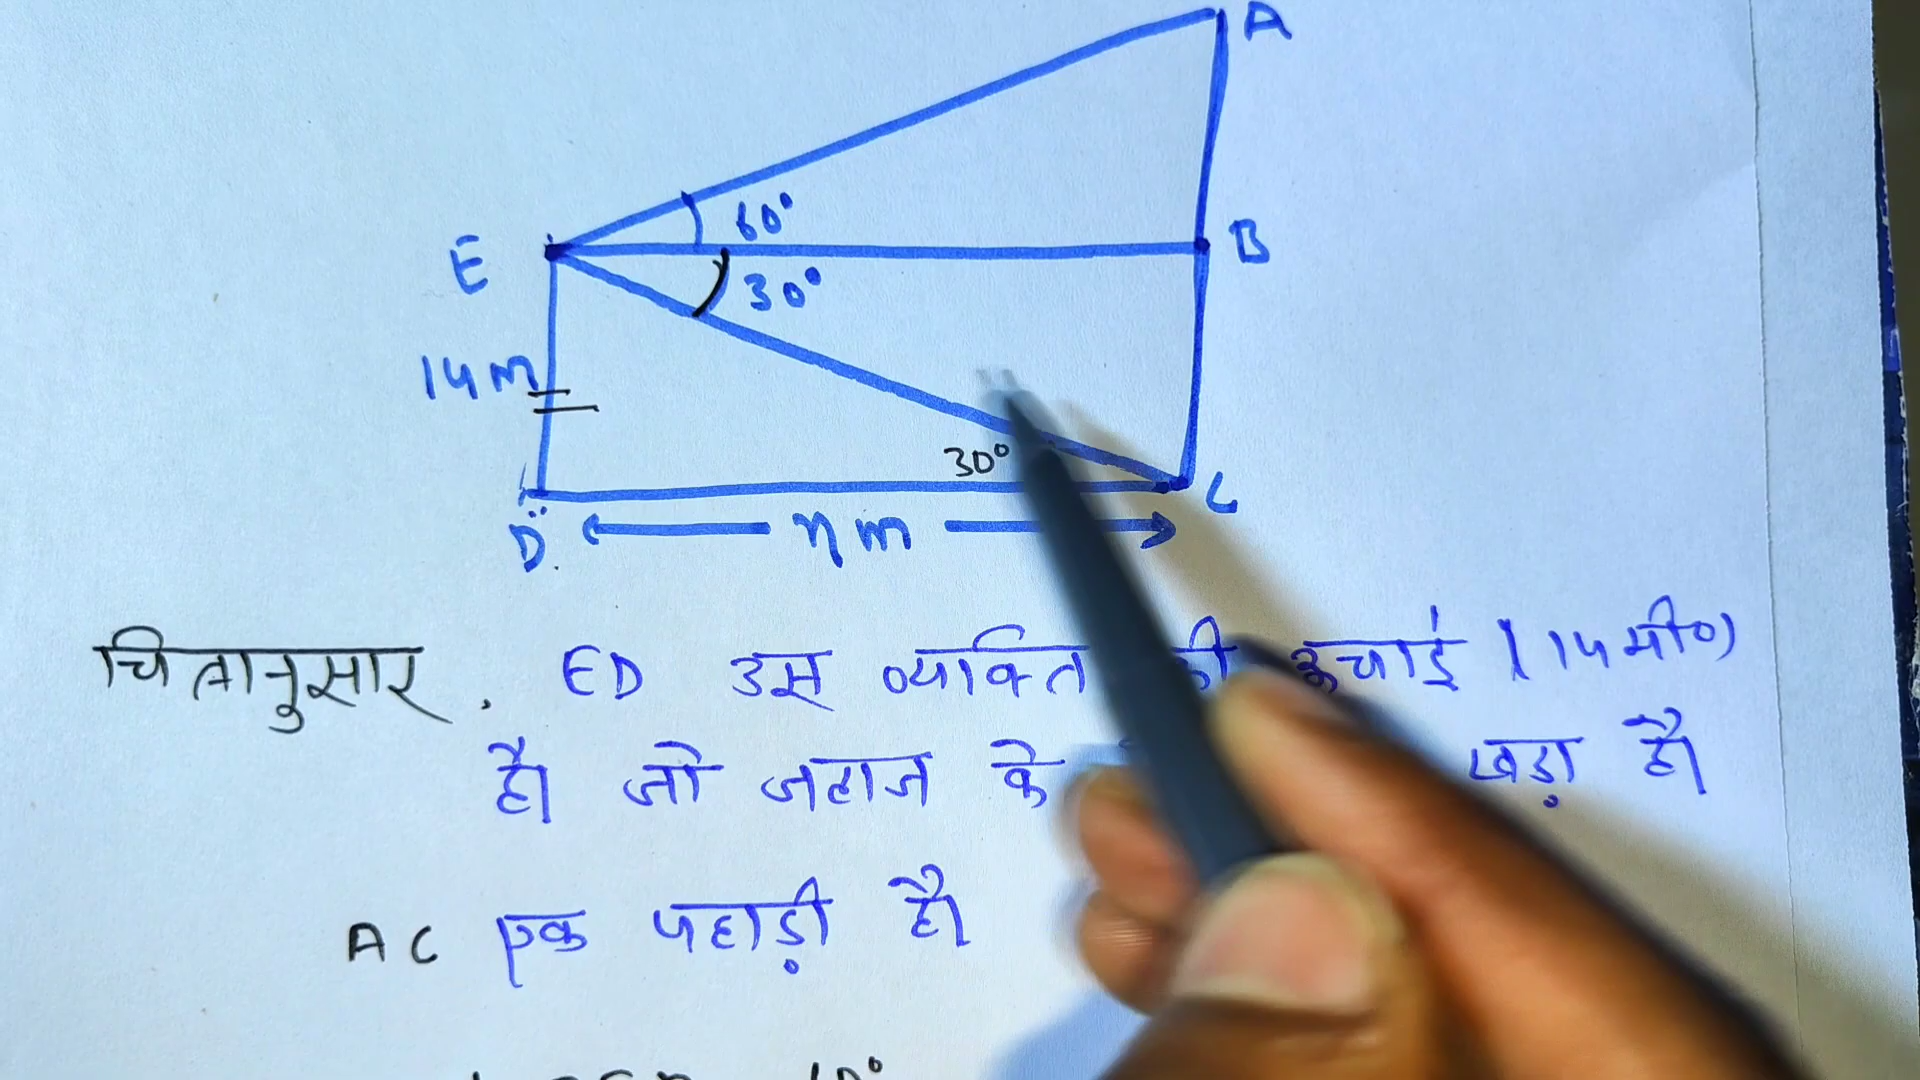 A
60°
E
B
30°
14m
30°
C
D.
x m
चित्रानुसार. ED उस व्यक्ति की ऊंचाई (14 मी०)
है। जो जहाज के खड़ा है।
AC एक पहाड़ी है।